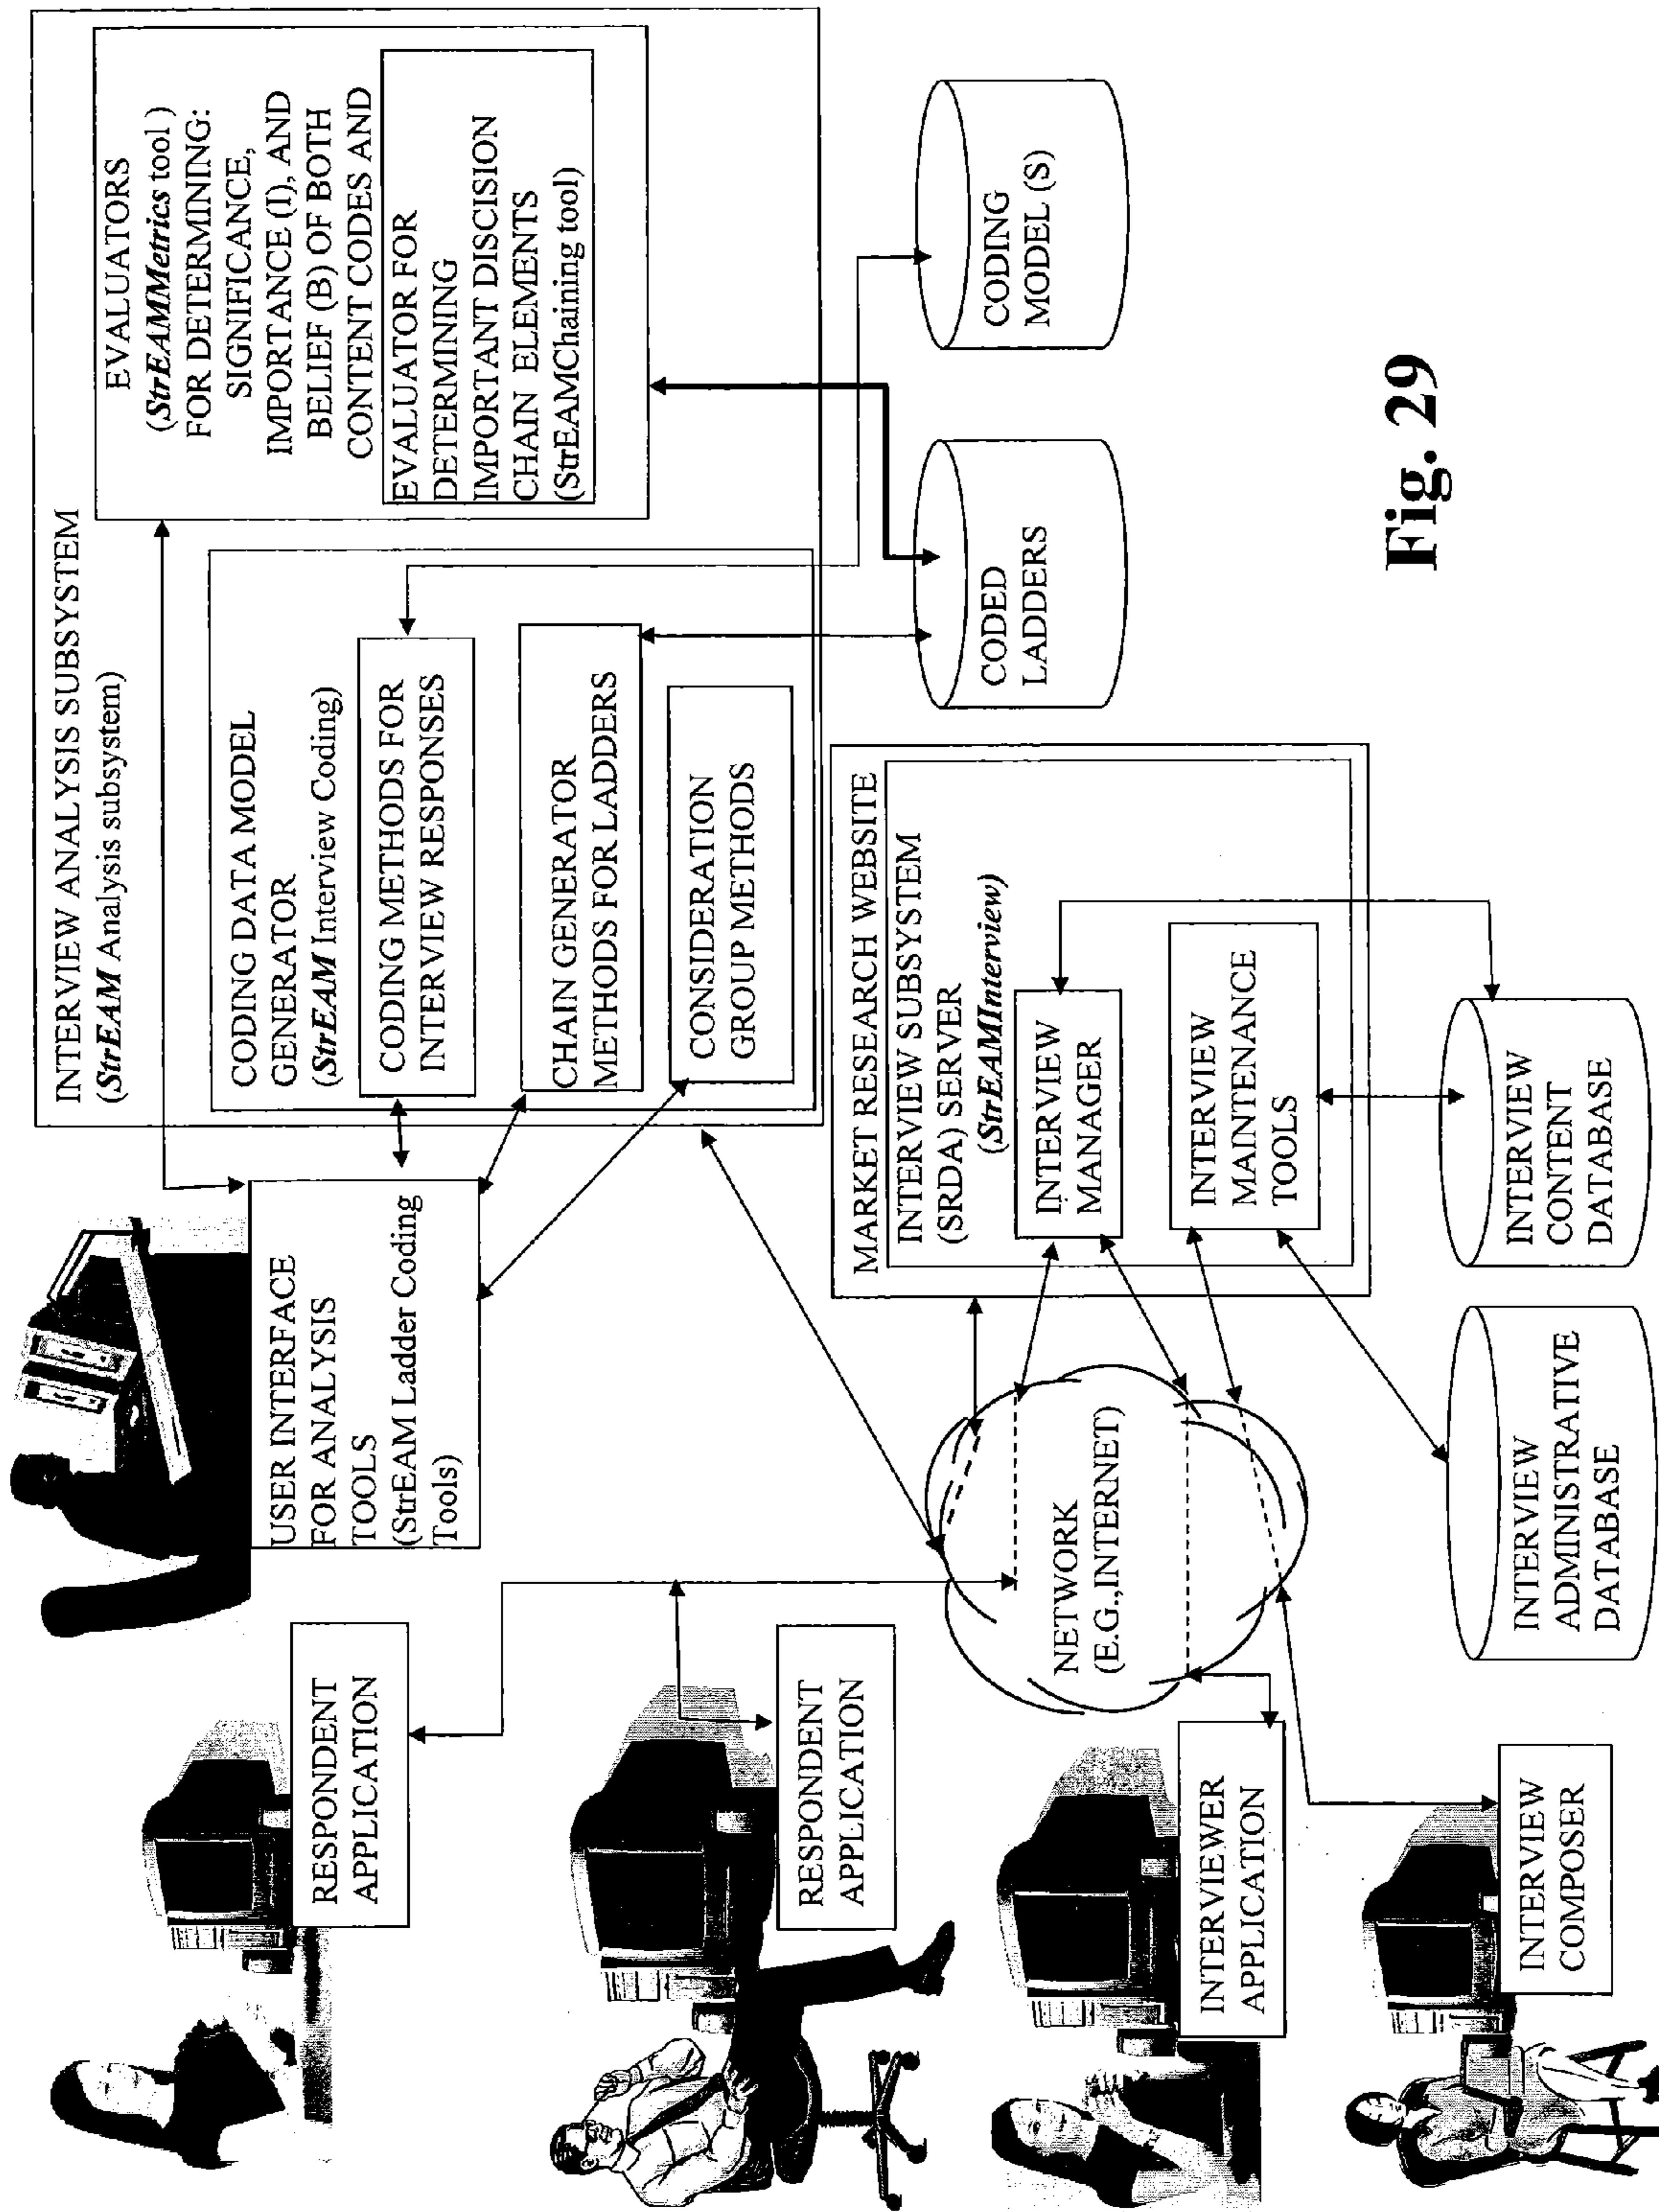 INTERVIEW ANALYSIS SUBSYSTEM
(StrEAM Analysis subsystem)
EVALUATORS
(StrEAMMetrics tool )
FOR DETERMINING:
SIGNIFICANCE,
IMPORTANCE (I), AND
BELIEF (B) OF BOTH
CONTENT CODES AND
EVALUATOR FOR
DETERMINING
IMPORTANT DISCISION
CHAIN ELEMENTS
(StrEAMChaining tool)
CODING DATA MODEL
GENERATOR
(StrEAM Interview Coding)
CODING METHODS FOR
INTERVIEW RESPONSES
CHAIN GENERATOR
METHODS FOR LADDERS
CONSIDERATION
GROUP METHODS
USER INTERFACE
FOR ANALYSIS
TOOLS
(StrEAM Ladder Coding
Tools)
RESPONDENT
APPLICATION
RESPONDENT
APPLICATION
INTERVIEWER
APPLICATION
INTERVIEW
COMPOSER
NETWORK
(E.G.,INTERNET)
MARKET RESEARCH WEBSITE
INTERVIEW SUBSYSTEM
(SRDA) SERVER
(StrEAMInterview)
INTERVIEW
MANAGER
INTERVIEW
MAINTENANCE
TOOLS
CODED
LADDERS
CODING
MODEL (S)
INTERVIEW
ADMINISTRATIVE
DATABASE
INTERVIEW
CONTENT
DATABASE
Fig. 29